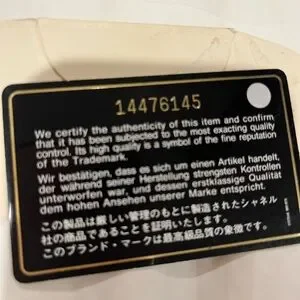 14476145
We certify the authenticity of this item and confirm
that it has been subjected to the most exacting quality
control. Its high quality is a symbol of the fine reputation
of the Trademark.
Wir bestätigen, dass es sich um einen Artikel handelt,
der während seiner Herstellung strengsten Kontrollen
unterworfen war, und dessen erstklassige Qualität
dem hohen Ansehen unserer Marke entspricht.
この製品は厳しい管理のもとに製造されたシャネル
社の商品であることを証明いたします。
このブランド・マークは最高級品質の象徴です。